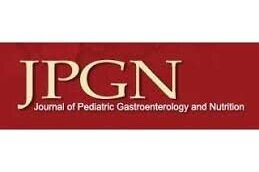 JPGN
Journal of Pediatric Gastroenterology and Nutrition